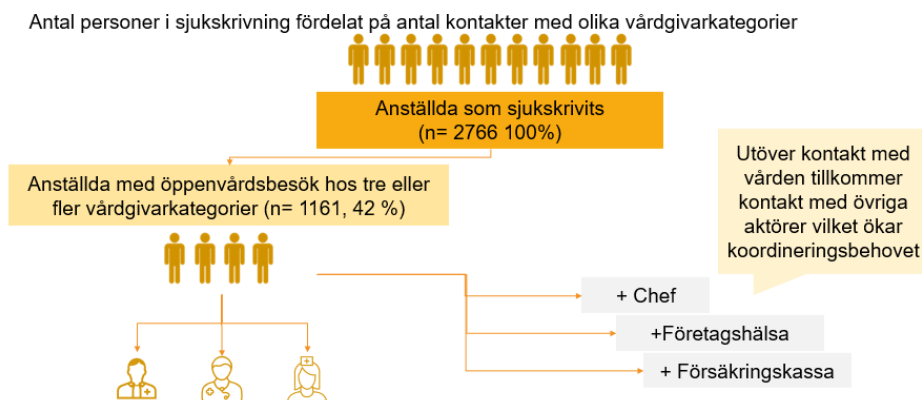 Antal personer i sjukskrivning fördelat på antal kontakter med olika vårdgivarkategorier
Anställda som sjukskrivits
(n= 2766 100%)
Anställda med öppenvårdsbesök hos tre eller
fler vårdgivarkategorier (n= 1161, 42 %)
Utöver kontakt med
vården tillkommer
kontakt med övriga
aktörer vilket ökar
koordineringsbehovet
+ Chef
+Företagshälsa
+ Försäkringskassa